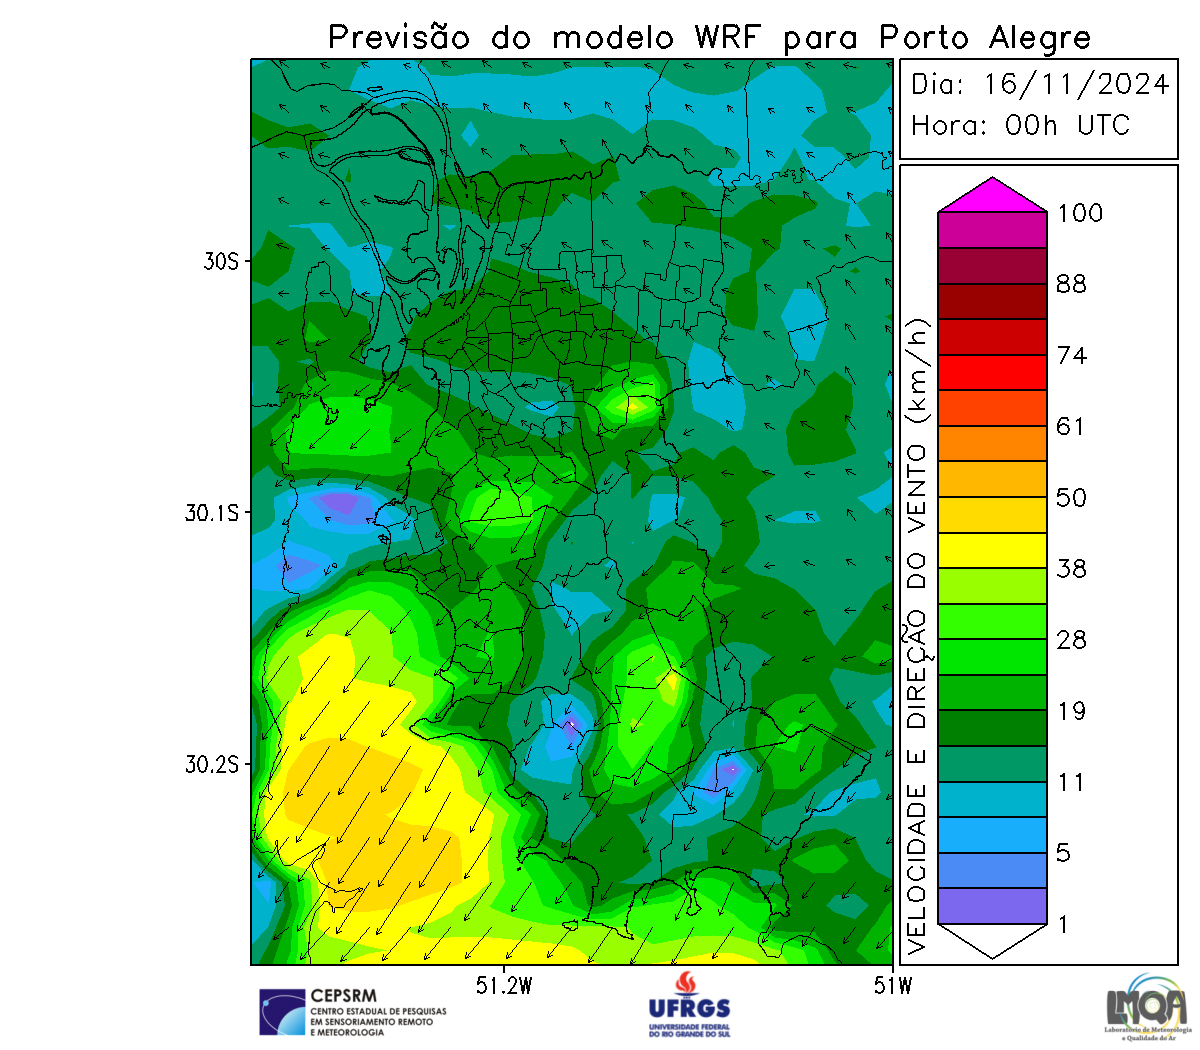 Previsão do modelo WRF para Porto Alegre
Dia: 16/11/2024
Hora: 00h UTC
30S
30.1S
30.2S
51.2W
51W
VELOCIDADE E DIREÇÃO DO VENTO (km/h)
100
88
74
61
50
38
28
19
11
5
1
CEPSRM
CENTRO ESTADUAL DE PESQUISAS
EM SENSORIAMENTO REMOTO
E METEOROLOGIA
UFRGS
UNIVERSIDADE FEDERAL
DO RIO GRANDE DO SUL
LMQA
Laboratório de Meteorologia
e Qualidade do Ar